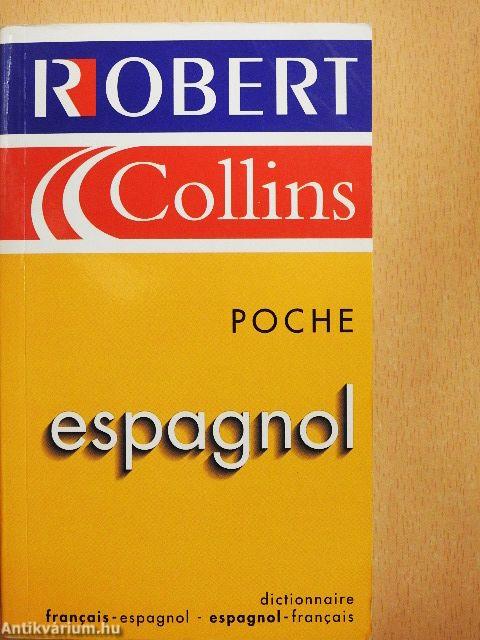 ROBERT
Collins
POCHE
espagnol
dictionnaire
français-espagnol - espagnol-français
Antikvarium.hu